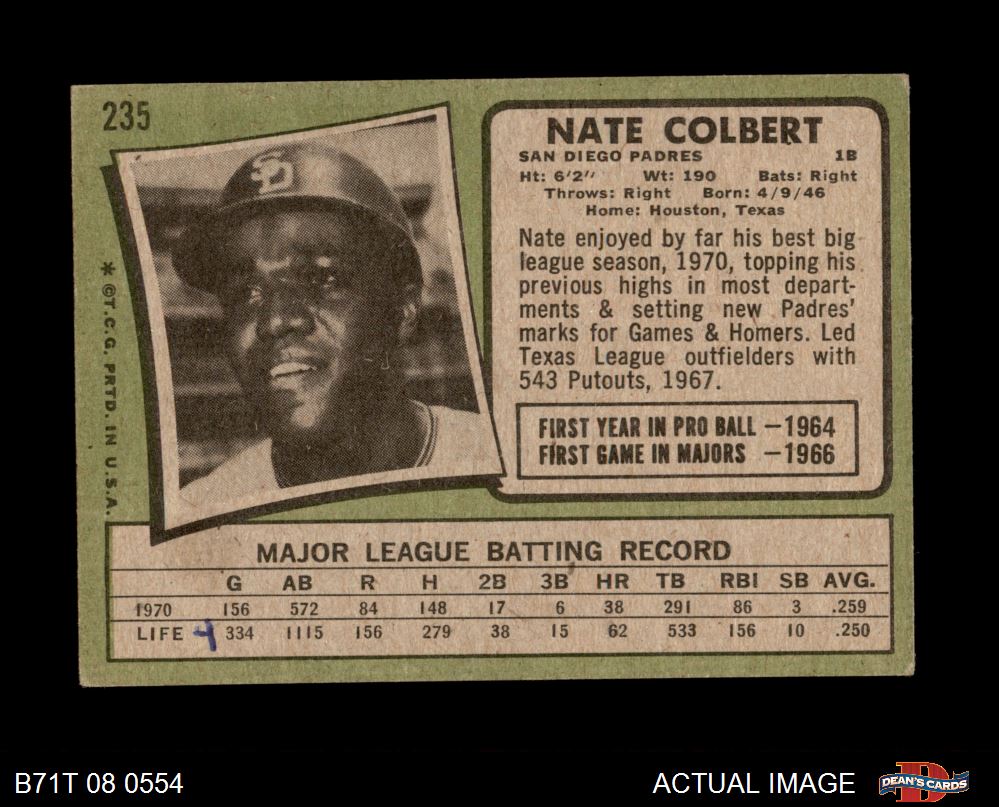 235
SD
* ©T.C.G. PRTD. IN U.S.A.
NATE COLBERT
SAN DIEGO PADRES 1B
Ht: 6'2" Wt: 190 Bats: Right
Throws: Right Born: 4/9/46
Home: Houston, Texas
Nate enjoyed by far his best big
league season, 1970, topping his
previous highs in most depart-
ments & setting new Padres'
marks for Games & Homers. Led
Texas League outfielders with
543 Putouts, 1967.
FIRST YEAR IN PRO BALL —1964
FIRST GAME IN MAJORS —1966
MAJOR LEAGUE BATTING RECORD
G AB R H 2B 3B HR TB RBI SB AVG.
1970 156 572 84 148 17 6 38 291 86 3 .259
LIFE 4 334 1115 156 279 38 15 62 533 156 10 .250
B71T 08 0554
ACTUAL IMAGE
D
DEAN'S CARDS